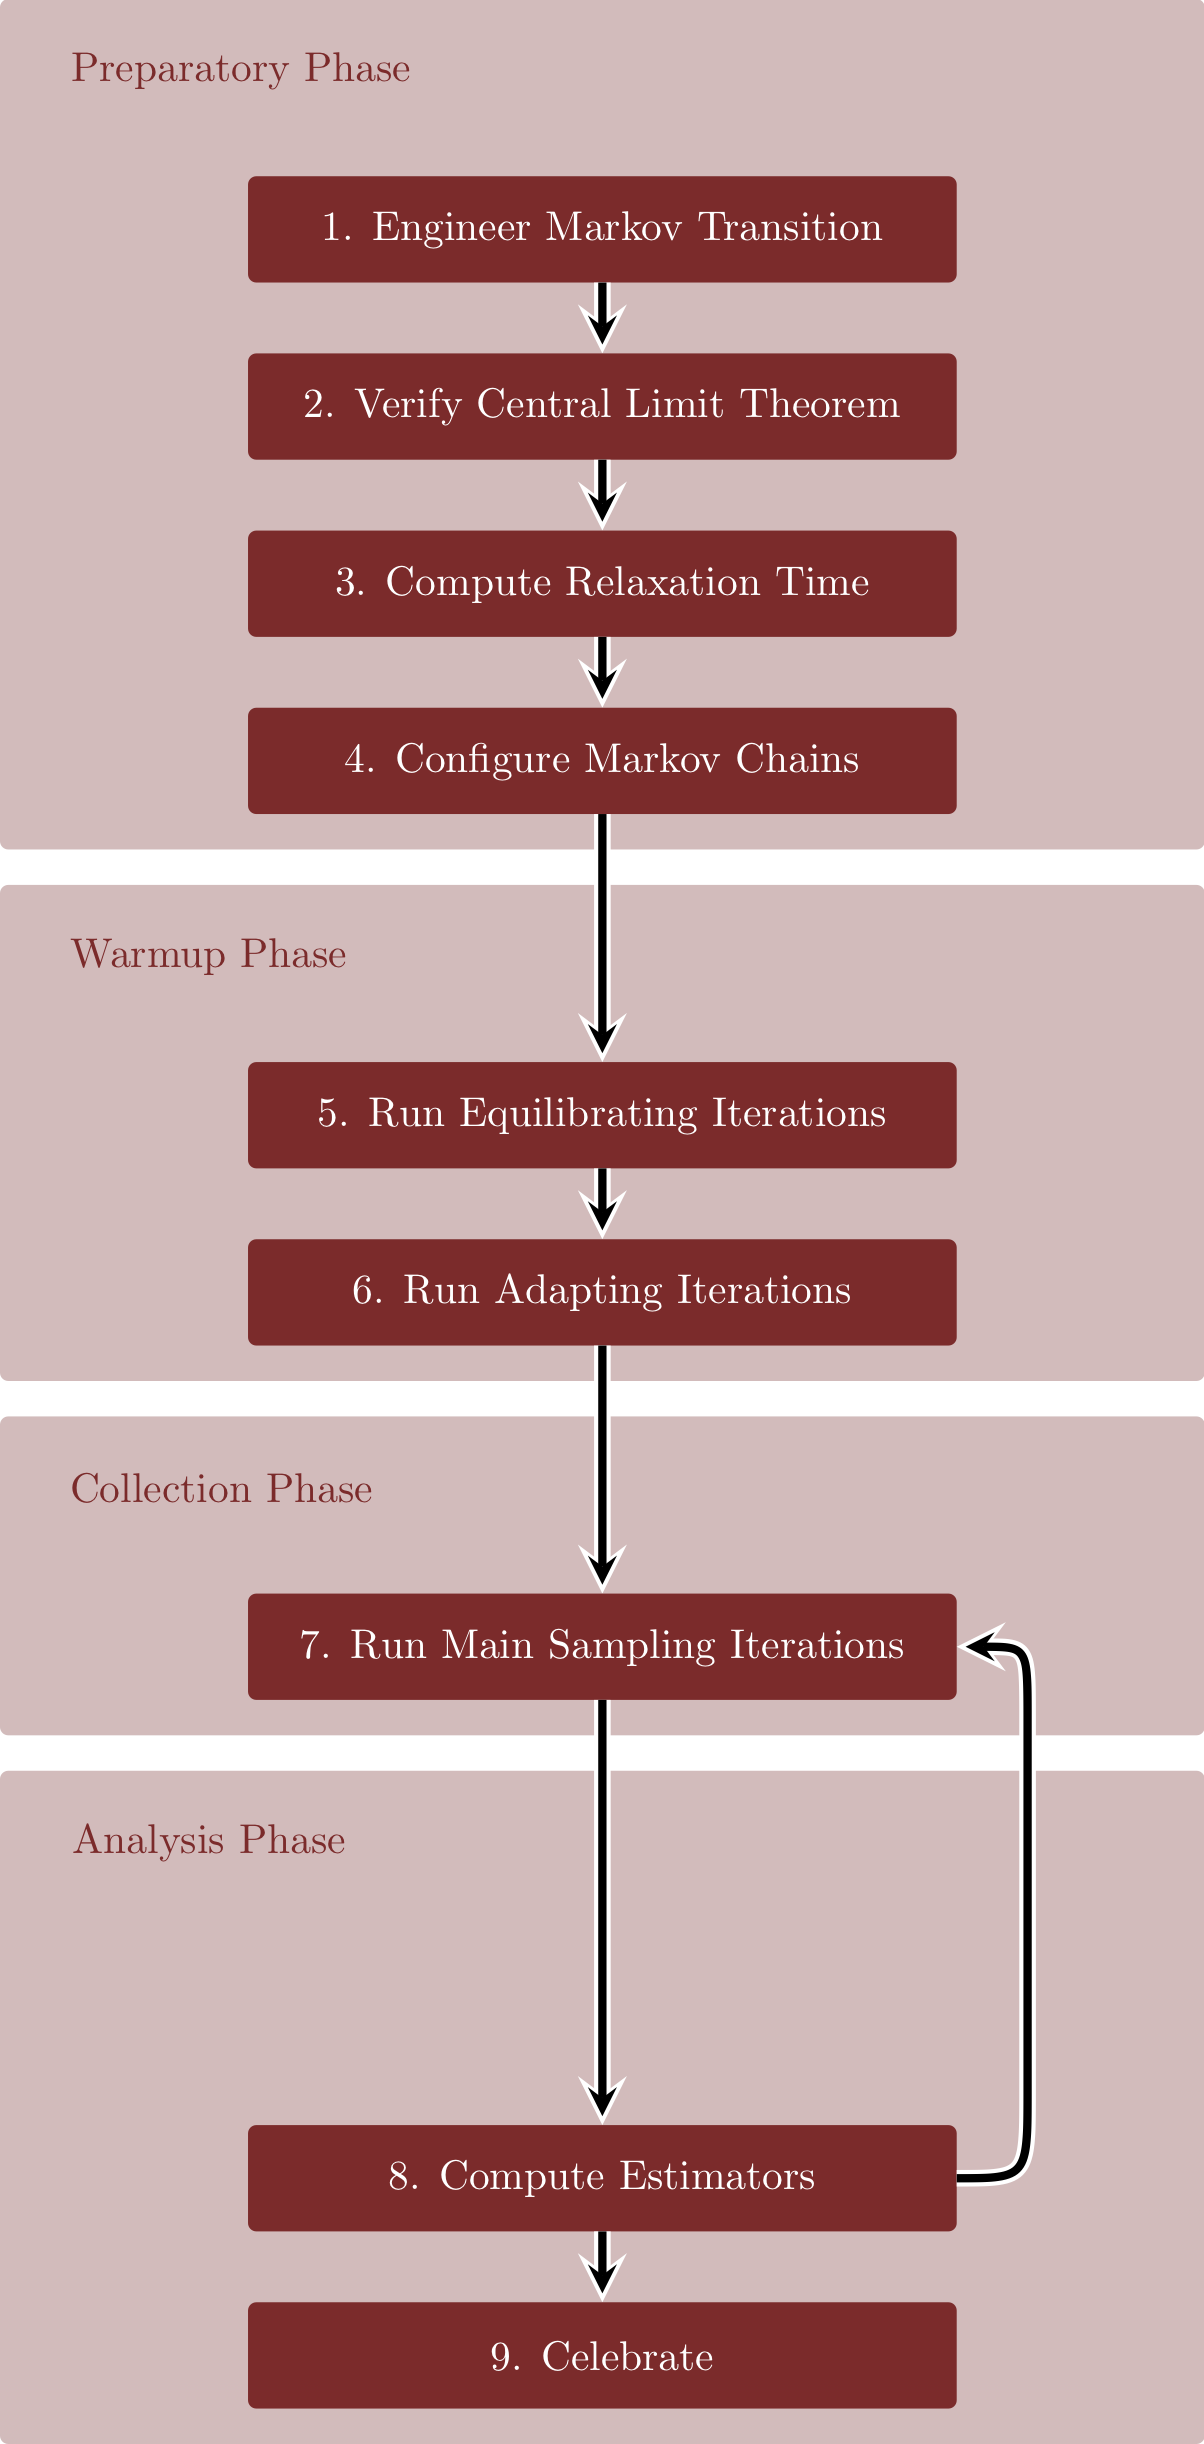 Preparatory Phase
1. Engineer Markov Transition
2. Verify Central Limit Theorem
3. Compute Relaxation Time
4. Configure Markov Chains
Warmup Phase
5. Run Equilibrating Iterations
6. Run Adapting Iterations
Collection Phase
7. Run Main Sampling Iterations
Analysis Phase
8. Compute Estimators
9. Celebrate